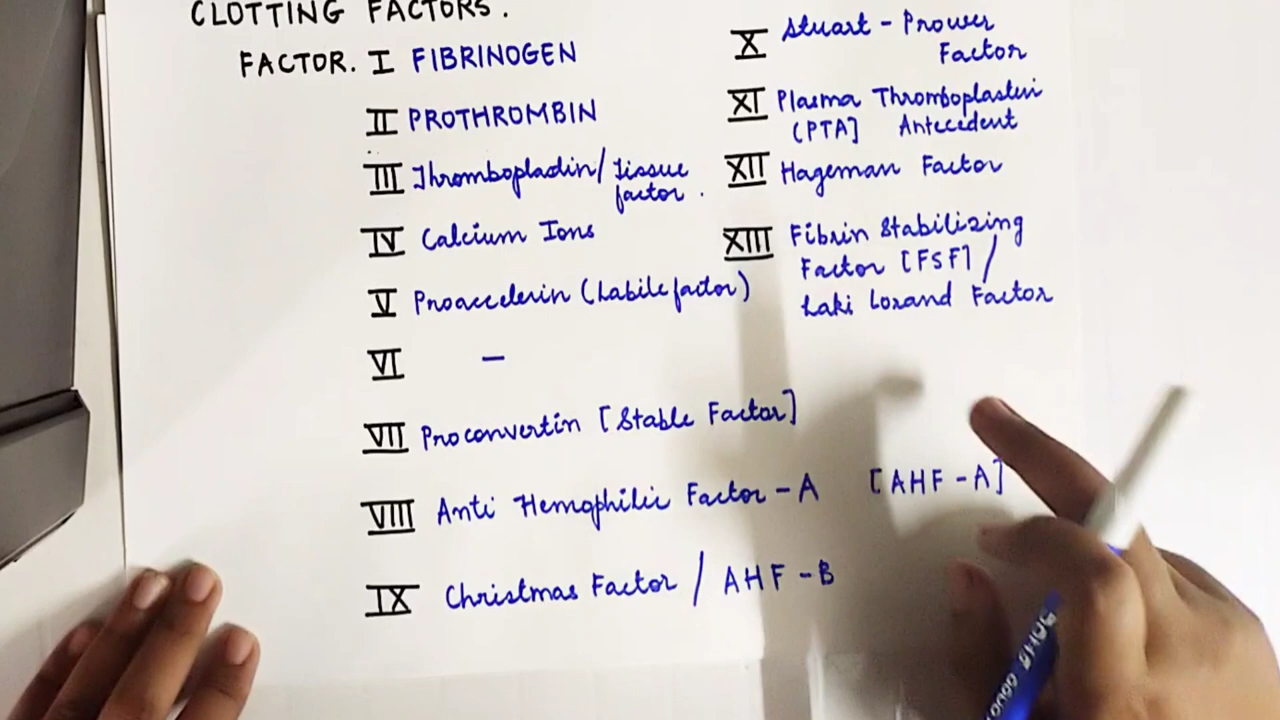 CLOTTING FACTORS.
FACTOR. I FIBRINOGEN
II PROTHROMBIN
III Thrombopladin/Tissue
factor.
IV Calcium Ions
V Proaccelerin (Labile factor)
VI —
VII Proconvertin [Stable Factor]
VIII Anti Hemophilic Factor - A [AHF - A]
IX Christmas Factor / AHF - B
X Stuart - Prower
Factor
XI Plasma Thromboplastin
[PTA] Antecedent
XII Hageman Factor
XIII Fibrin Stabilizing
Factor [FSF] /
Laki Lorand Factor